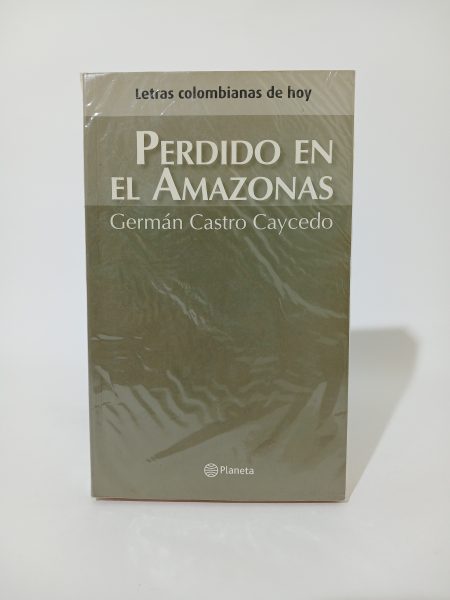 Letras colombianas de hoy
PERDIDO EN
EL AMAZONAS
Germán Castro Caycedo
Planeta